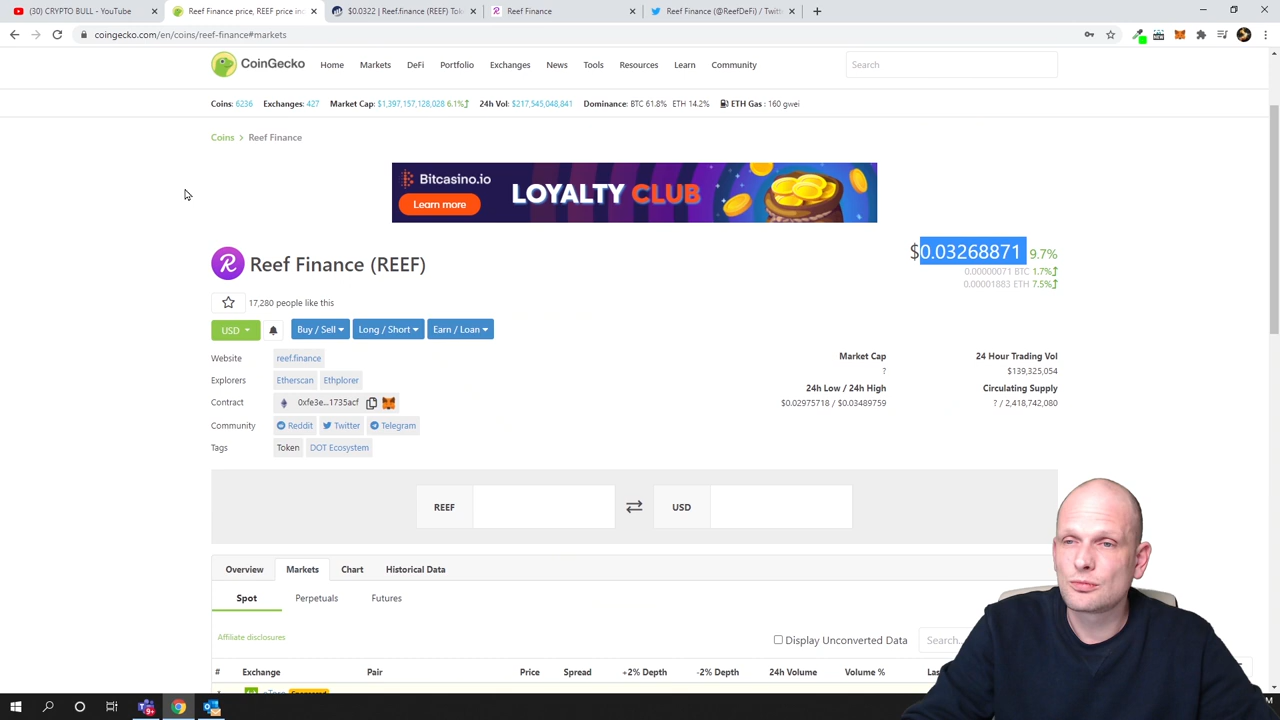 (30) CRYPTO BULL - YouTube
Reef Finance price, REEF price in
$0.0322 | Reef.finance (REEF) Tok
Reef Finance
Reef Finance (@ReefDeFi) / Twitt
coingecko.com/en/coins/reef-finance#markets
CoinGecko Home Markets DeFi Portfolio Exchanges News Tools Resources Learn Community Search
Coins: 6236 Exchanges: 427 Market Cap: $1,397,157,128,028 6.1% 24h Vol: $217,545,048,841 Dominance: BTC 61.8% ETH 14.2% ETH Gas : 160 gwei
Coins > Reef Finance
Bitcasino.io
Learn more
LOYALTY CLUB
Reef Finance (REEF)
$0.03268871 9.7%
0.00000071 BTC 1.7%
0.00001883 ETH 7.5%
17,280 people like this
USD Buy / Sell Long / Short Earn / Loan
Website reef.finance
Explorers Etherscan Ethplorer
Contract 0xfe3e...1735acf
Community Reddit Twitter Telegram
Tags Token DOT Ecosystem
Market Cap
?
24 Hour Trading Vol
$139,325,054
24h Low / 24h High
$0.02975718 / $0.03489759
Circulating Supply
? / 2,418,742,080
REEF USD
Overview Markets Chart Historical Data
Spot Perpetuals Futures
Affiliate disclosures
Display Unconverted Data
Search...
# Exchange Pair Price Spread +2% Depth -2% Depth 24h Volume Volume % Las